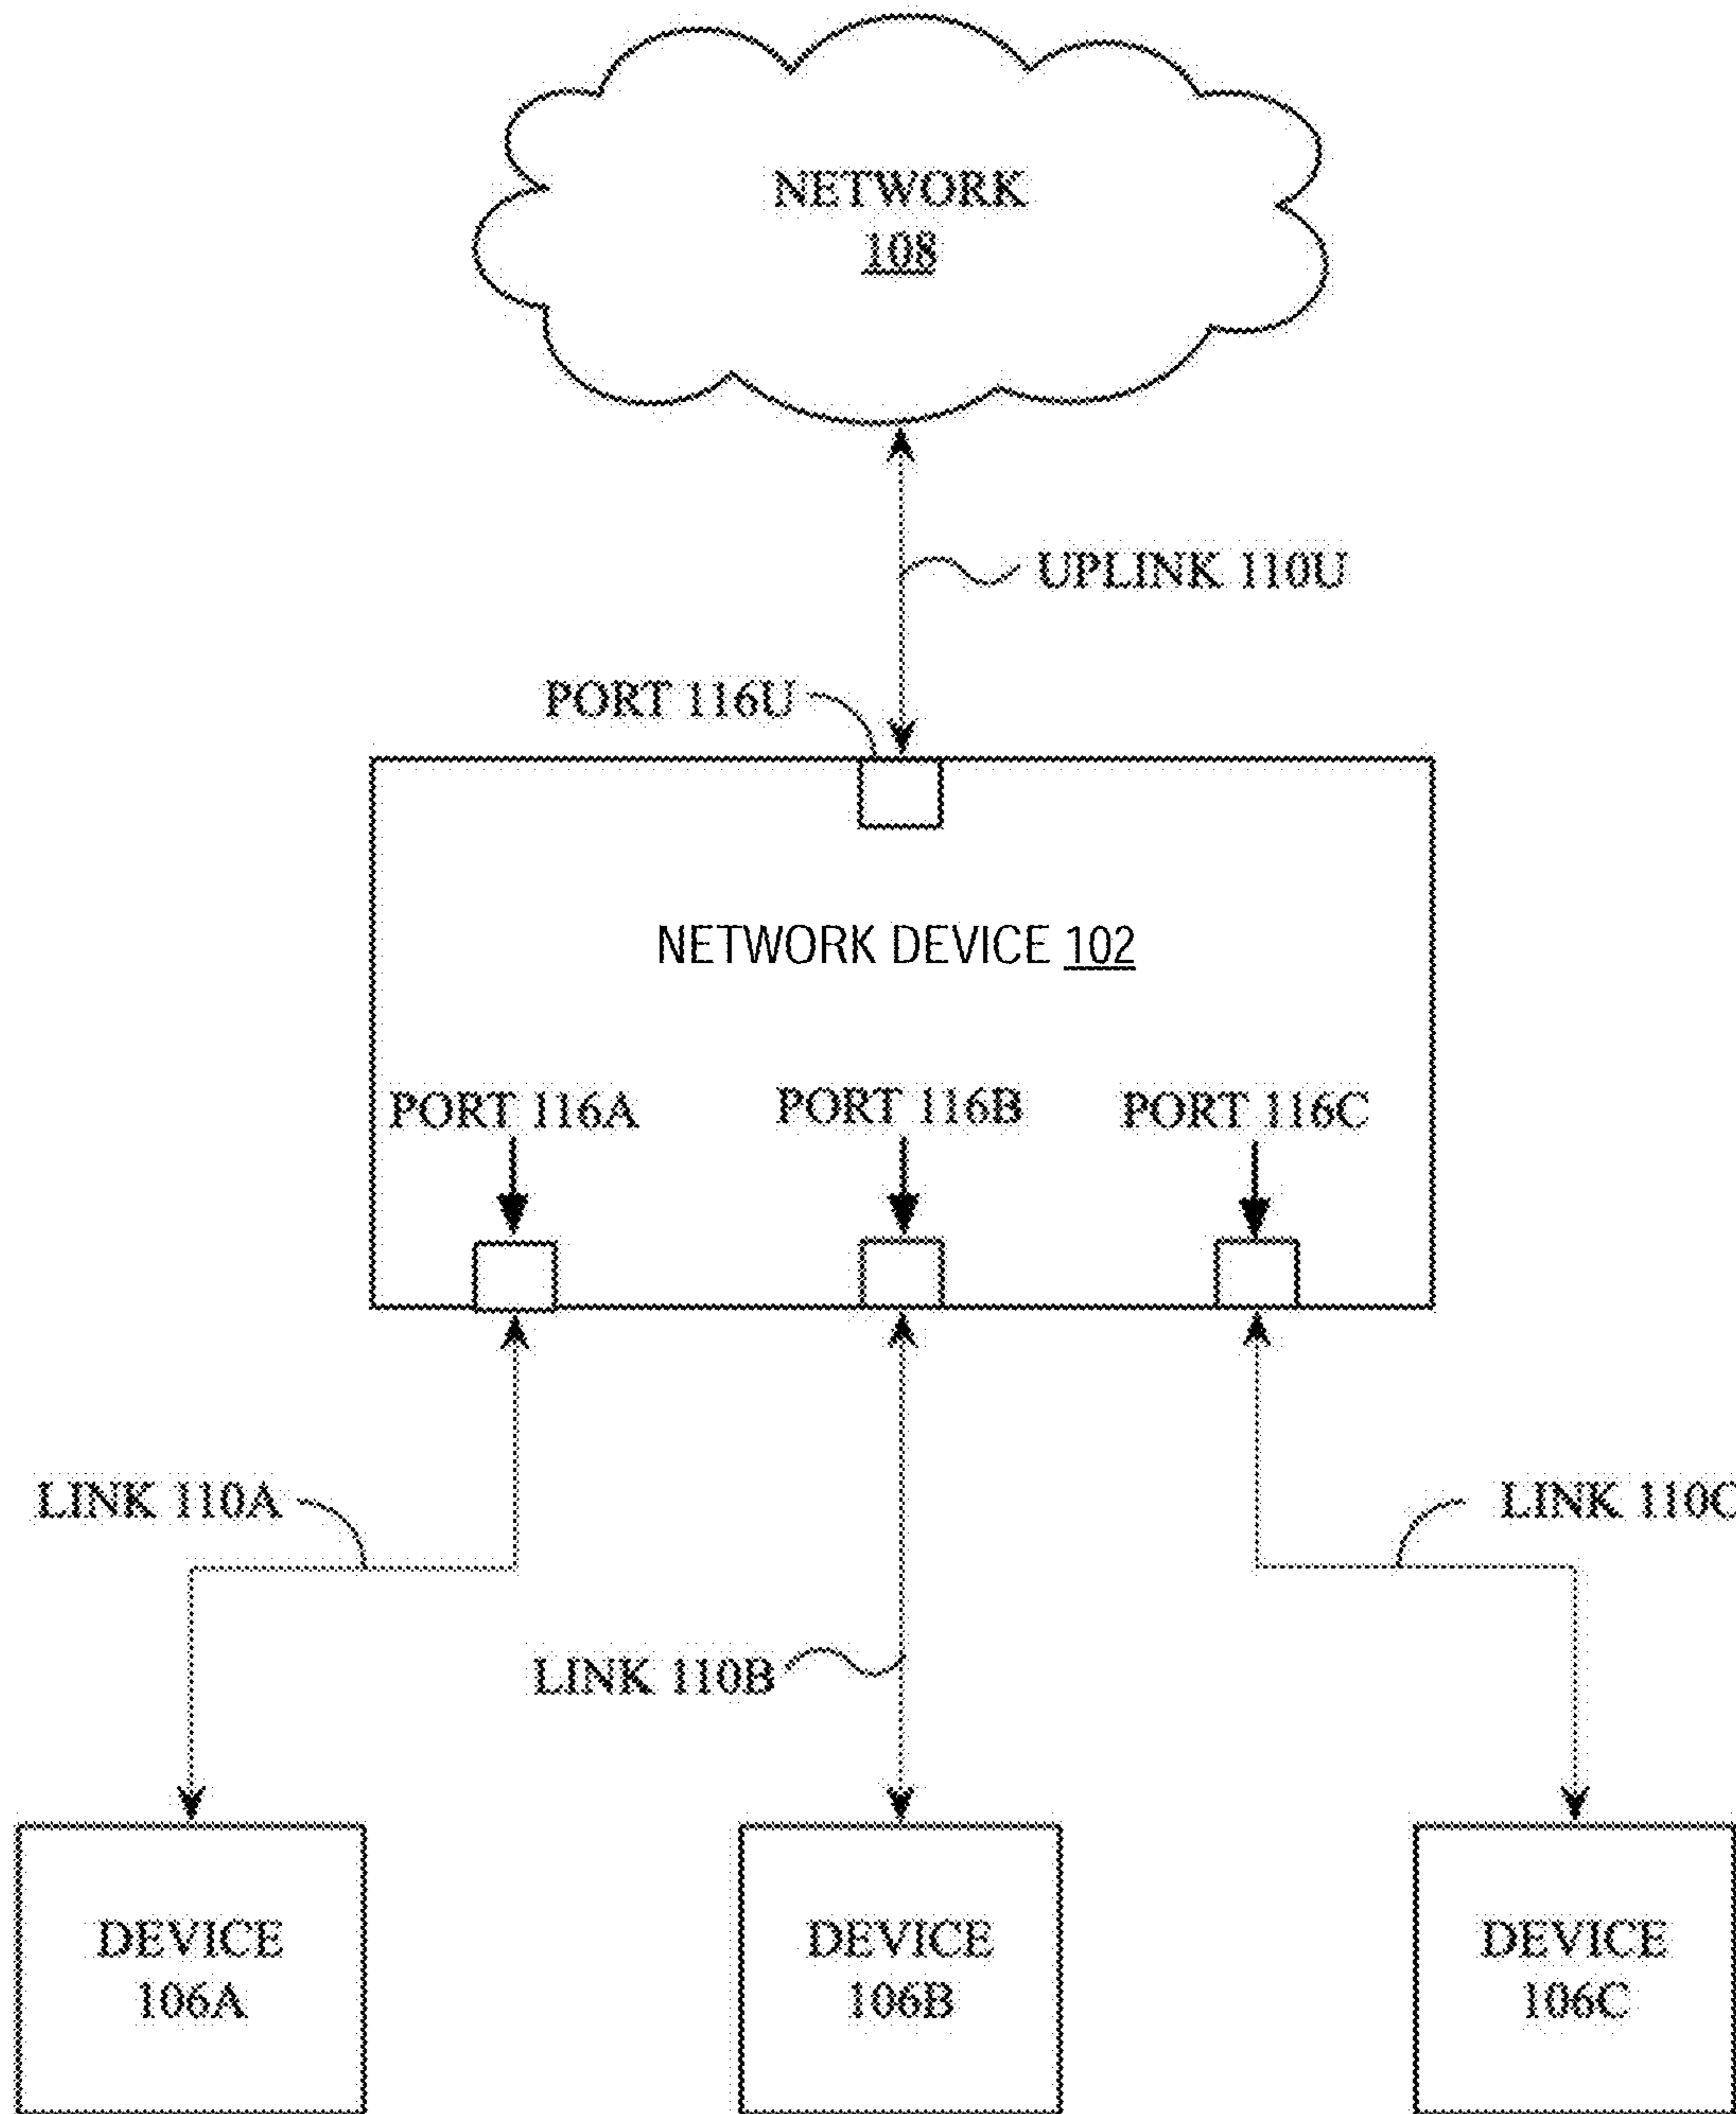 NETWORK
108
UPLINK 110U
PORT 116U
NETWORK DEVICE 102
PORT 116A
PORT 116B
PORT 116C
LINK 110A
LINK 110C
LINK 110B
DEVICE
106A
DEVICE
106B
DEVICE
106C